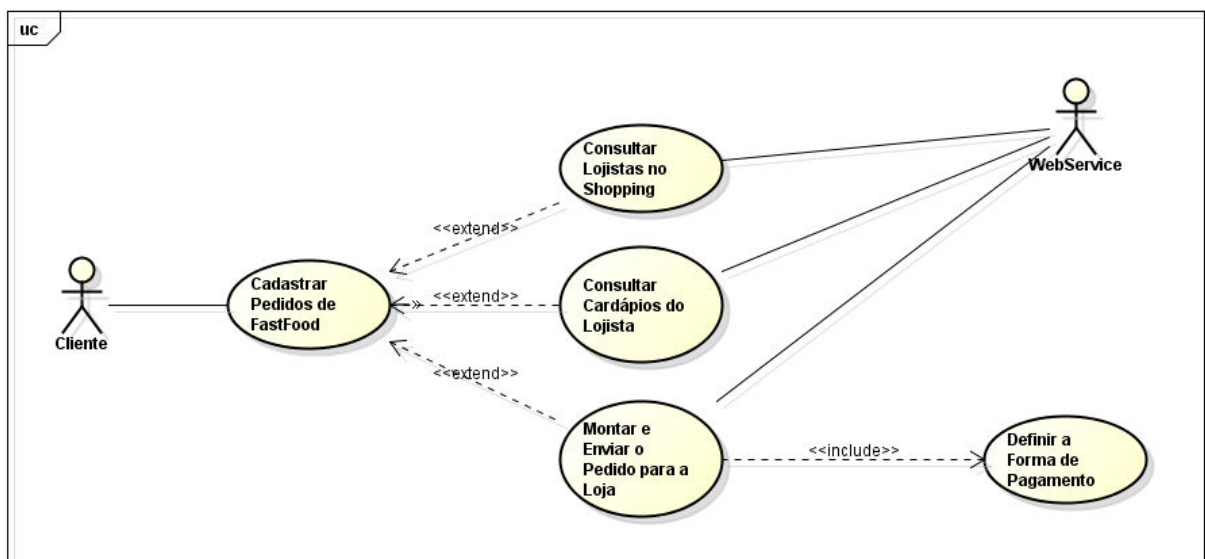 uc
Consultar
Lojistas no
Shopping
WebService
<<extend>>
Cadastrar
Pedidos de
FastFood
<<extend>>
Consultar
Cardápios do
Lojista
Cliente
<<extend>>
Montar e
Enviar o
Pedido para a
Loja
<<include>>
Definir a
Forma de
Pagamento